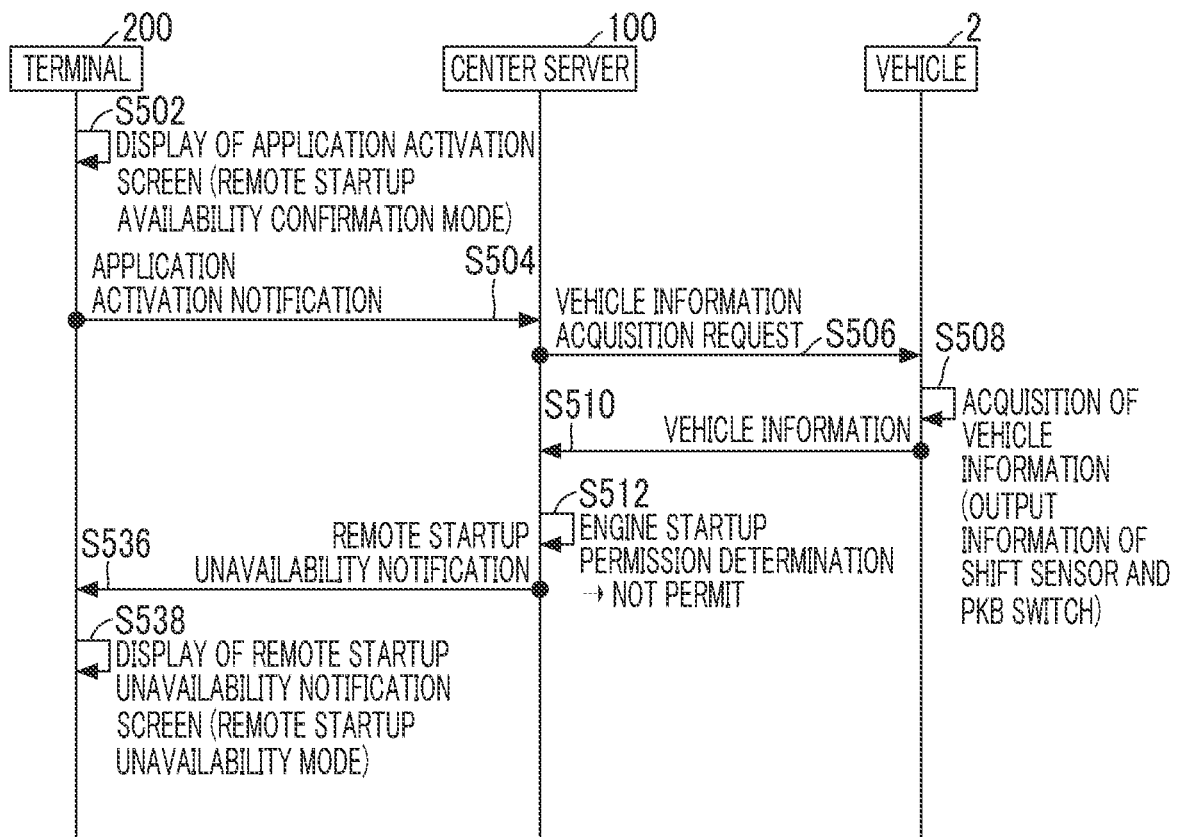 200
100
2
TERMINAL
CENTER SERVER
VEHICLE
S502
DISPLAY OF APPLICATION ACTIVATION
SCREEN (REMOTE STARTUP
AVAILABILITY CONFIRMATION MODE)
APPLICATION
ACTIVATION NOTIFICATION
S504
VEHICLE INFORMATION
ACQUISITION REQUEST
S506
S508
ACQUISITION OF
VEHICLE
INFORMATION
(OUTPUT
INFORMATION OF
SHIFT SENSOR AND
PKB SWITCH)
S510
VEHICLE INFORMATION
S512
ENGINE STARTUP
PERMISSION DETERMINATION
→ NOT PERMIT
S536
REMOTE STARTUP
UNAVAILABILITY NOTIFICATION
S538
DISPLAY OF REMOTE STARTUP
UNAVAILABILITY NOTIFICATION
SCREEN (REMOTE STARTUP
UNAVAILABILITY MODE)